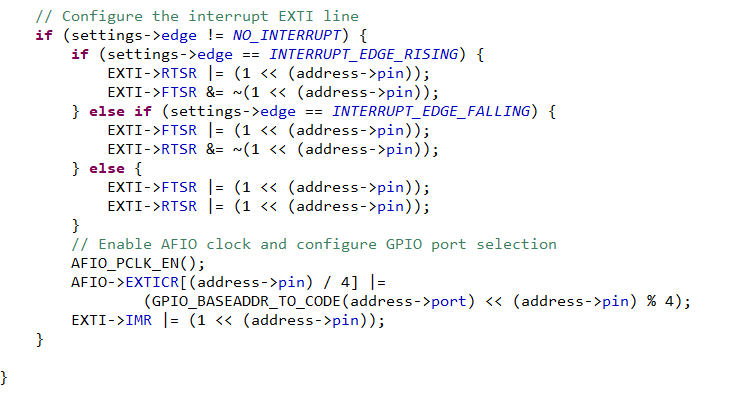 // Configure the interrupt EXTI line
if (settings->edge != NO_INTERRUPT) {
if (settings->edge == INTERRUPT_EDGE_RISING) {
EXTI->RTSR |= (1 << (address->pin));
EXTI->FTSR &= ~(1 << (address->pin));
} else if (settings->edge == INTERRUPT_EDGE_FALLING) {
EXTI->FTSR |= (1 << (address->pin));
EXTI->RTSR &= ~(1 << (address->pin));
} else {
EXTI->FTSR |= (1 << (address->pin));
EXTI->RTSR |= (1 << (address->pin));
}
// Enable AFIO clock and configure GPIO port selection
AFIO_PCLK_EN();
AFIO->EXTICR[(address->pin) / 4] |=
(GPIO_BASEADDR_TO_CODE(address->port) << (address->pin) % 4);
EXTI->IMR |= (1 << (address->pin));
}
}